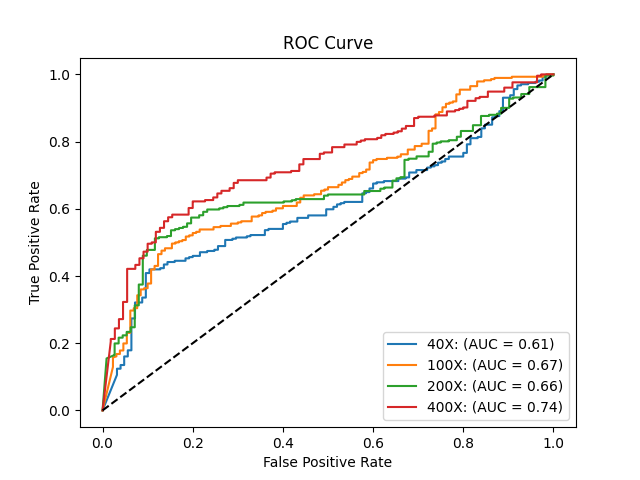 ROC Curve
True Positive Rate
1.0
0.8
0.6
0.4
0.2
0.0
40X: (AUC = 0.61)
100X: (AUC = 0.67)
200X: (AUC = 0.66)
400X: (AUC = 0.74)
0.0 0.2 0.4 0.6 0.8 1.0
False Positive Rate